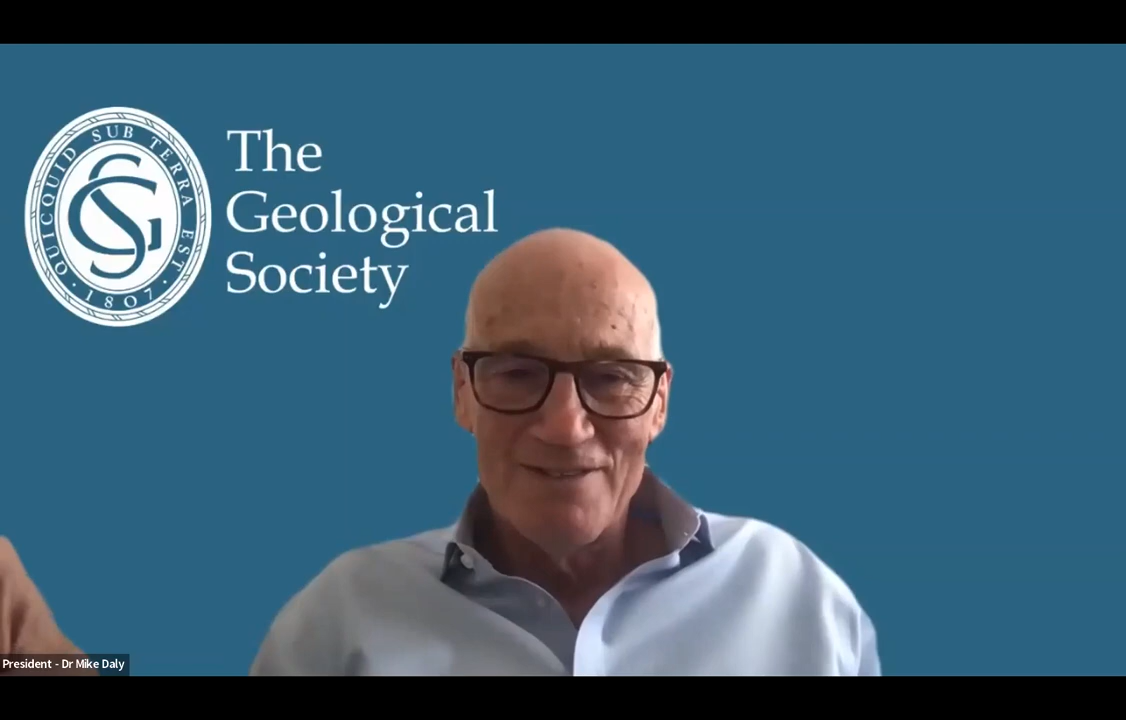 QUICQUID SUB TERRA EST
· 1807 ·
GS
The
Geological
Society
President - Dr Mike Daly